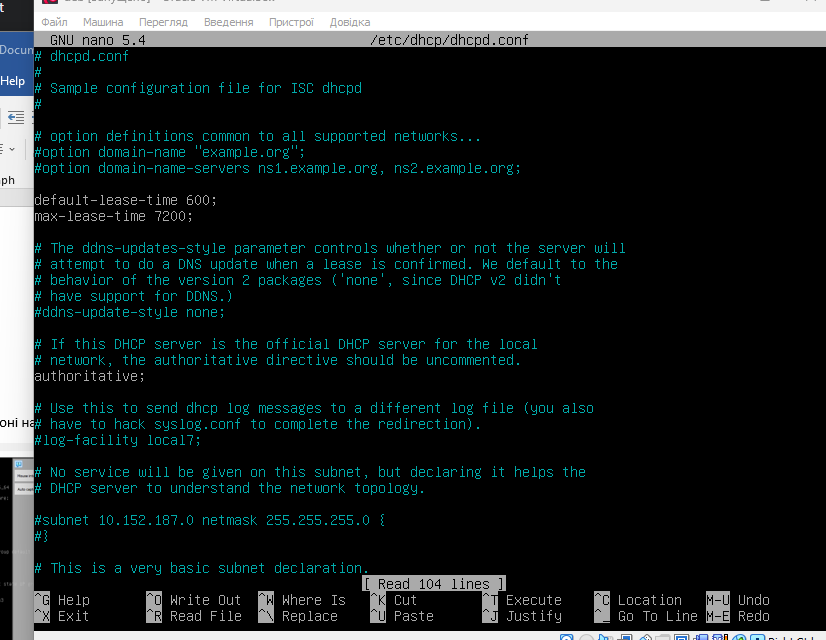 Файл Машина Перегляд Введення Пристрої Довідка
GNU nano 5.4 /etc/dhcp/dhcpd.conf
# dhcpd.conf
#
# Sample configuration file for ISC dhcpd
#
# option definitions common to all supported networks...
#option domain-name "example.org";
#option domain-name-servers ns1.example.org, ns2.example.org;
default-lease-time 600;
max-lease-time 7200;
# The ddns-updates-style parameter controls whether or not the server will
# attempt to do a DNS update when a lease is confirmed. We default to the
# behavior of the version 2 packages ('none', since DHCP v2 didn't
# have support for DDNS.)
#ddns-update-style none;
# If this DHCP server is the official DHCP server for the local
# network, the authoritative directive should be uncommented.
authoritative;
# Use this to send dhcp log messages to a different log file (you also
# have to hack syslog.conf to complete the redirection).
#log-facility local7;
# No service will be given on this subnet, but declaring it helps the
# DHCP server to understand the network topology.
#subnet 10.152.187.0 netmask 255.255.255.0 {
#}
# This is a very basic subnet declaration.
[ Read 104 lines ]
^G Help ^O Write Out ^W Where Is ^K Cut ^T Execute ^C Location M-U Undo
^X Exit ^R Read File ^\ Replace ^U Paste ^J Justify ^_ Go To Line M-E Redo
Docum
Help
ph
оні на